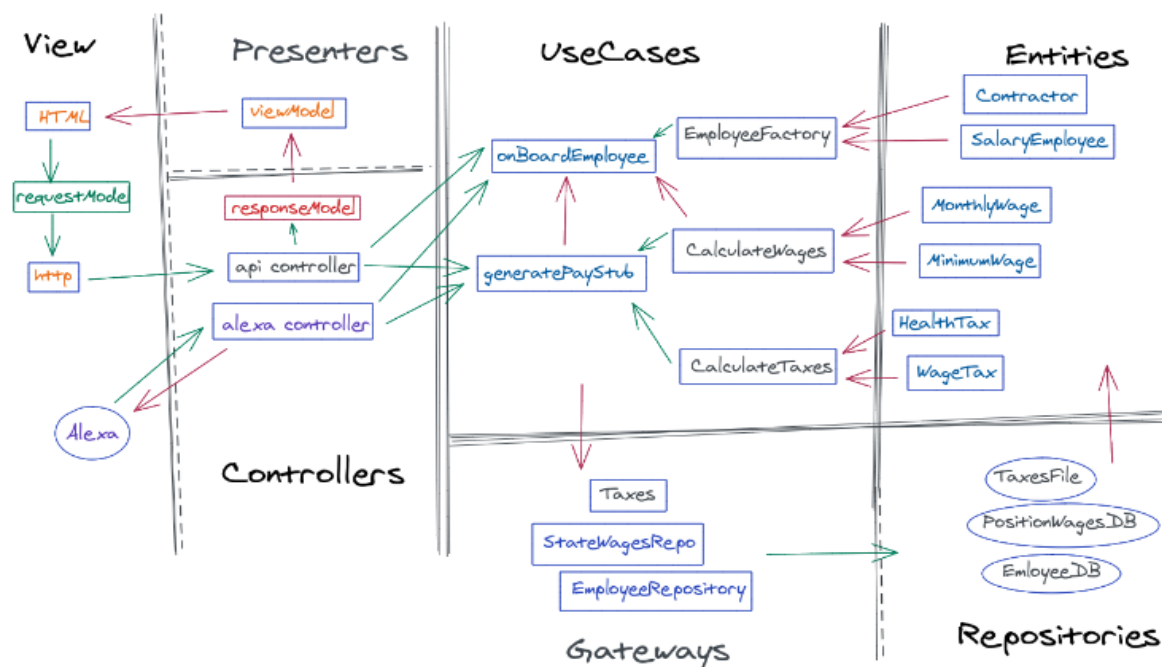 View
Presenters
UseCases
Entities
HTML
viewModel
EmployeeFactory
Contractor
SalaryEmployee
onBoardEmployee
requestModel
responseModel
MonthlyWage
http
api controller
generatePayStub
CalculateWages
MinimumWage
alexa controller
HealthTax
CalculateTaxes
WageTax
Alexa
Controllers
Taxes
TaxesFile
StateWagesRepo
PositionWagesDB
EmployeeRepository
EmloyeeDB
Gateways
Repositories